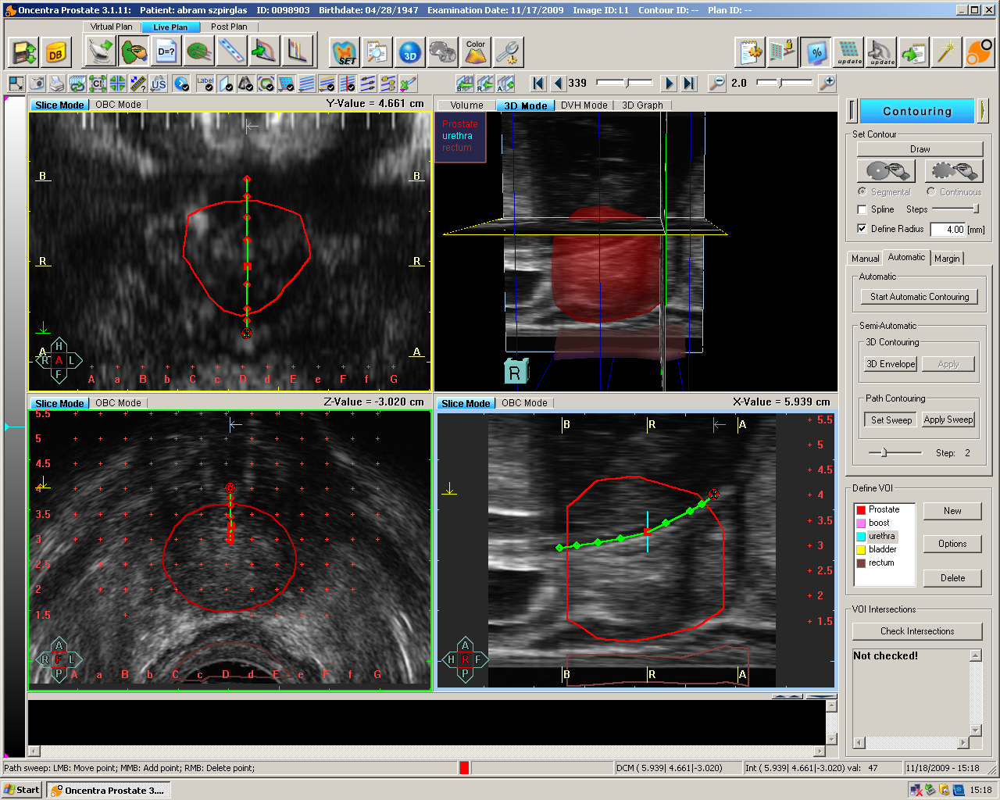 Oncentra Prostate 3.1.11: Patient: abram szpirglas ID: 0098903 Birthdate: 04/28/1947 Examination Date: 11/17/2009 Image ID: L1 Contour ID: -- Plan ID: --
Virtual Plan Live Plan Post Plan
DB D=? SET 3D Color % update update
C! US Label 339 2.0
Slice Mode OBC Mode Y-Value = 4.661 cm
B B
R R
A A
H
R A L
F
A a B b C c D d E e F f G
Volume 3D Mode DVH Mode 3D Graph
Prostate
urethra
rectum
R
Slice Mode OBC Mode Z-Value = -3.020 cm
5.5
5
4.5
4
3.5
3
2.5
2
1.5
A
R F L
P
A a B b C c D d E e F f G
Slice Mode OBC Mode X-Value = 5.939 cm
B R A
+ 5.5
+ 5
+ 4.5
+ 4
+ 3.5
+ 3
+ 2.5
+ 2
+ 1.5
A
H R F
P
B R A
Contouring
Set Contour
Draw
Segmental Continuous
Spline Steps
Define Radius 4.00 [mm]
Manual Automatic Margin
Automatic
Start Automatic Contouring
Semi-Automatic
3D Contouring
3D Envelope Apply
Path Contouring
Set Sweep Apply Sweep
Step: 2
Define VOI
Prostate
boost
urethra
bladder
rectum
New
Options
Delete
VOI Intersections
Check Intersections
Not checked!
Path sweep: LMB: Move point; MMB: Add point; RMB: Delete point;
DCM ( 5.939| 4.661|-3.020) Int ( 5.939| 4.661|-3.020) val: 47 11/18/2009 - 15:18
Start Oncentra Prostate 3.... 15:18